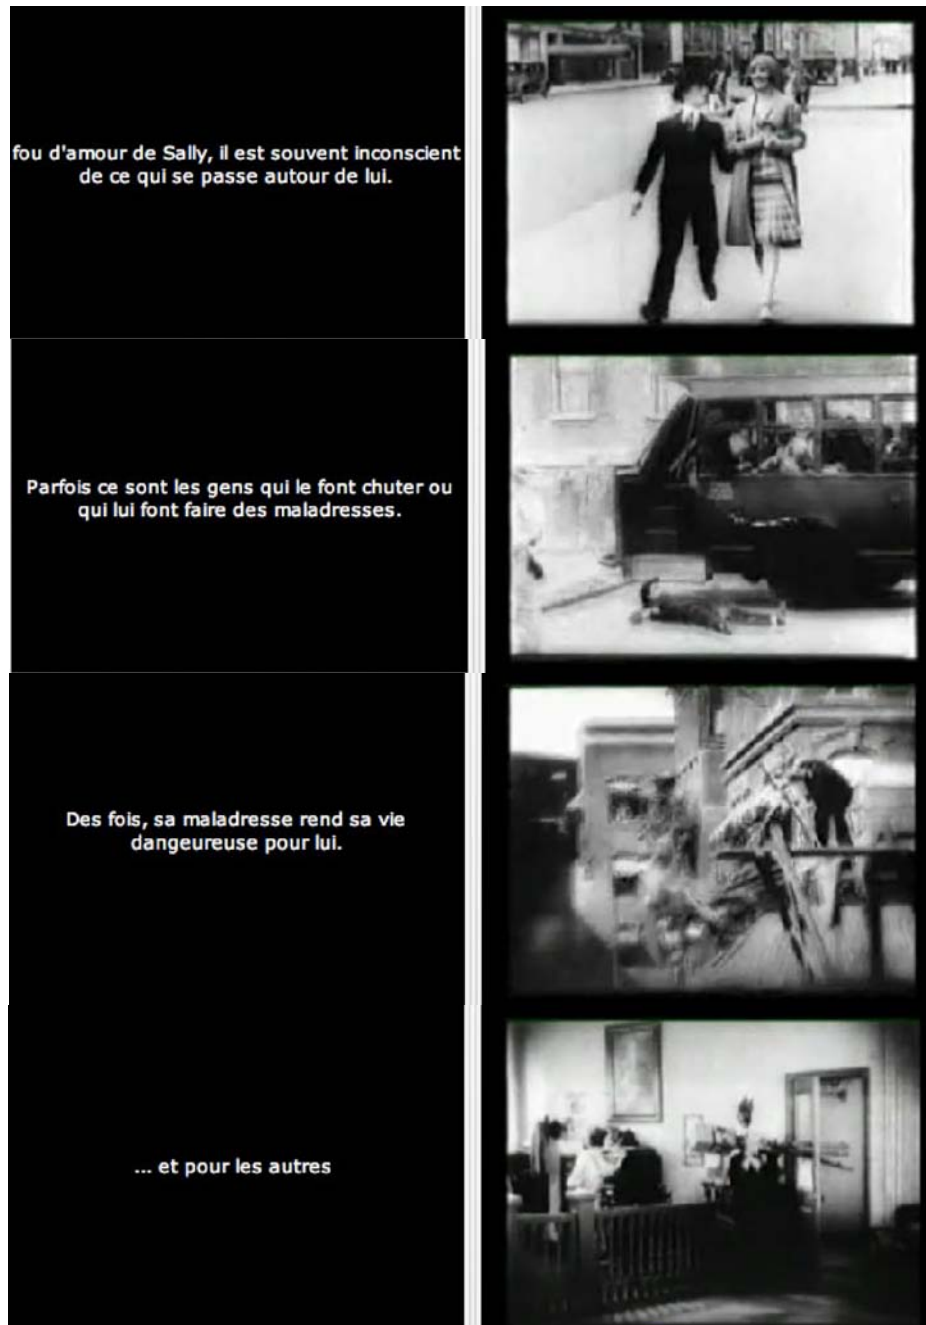 fou d'amour de Sally, il est souvent inconscient
de ce qui se passe autour de lui.
Parfois ce sont les gens qui le font chuter ou
qui lui font faire des maladresses.
Des fois, sa maladresse rend sa vie
dangeureuse pour lui.
... et pour les autres